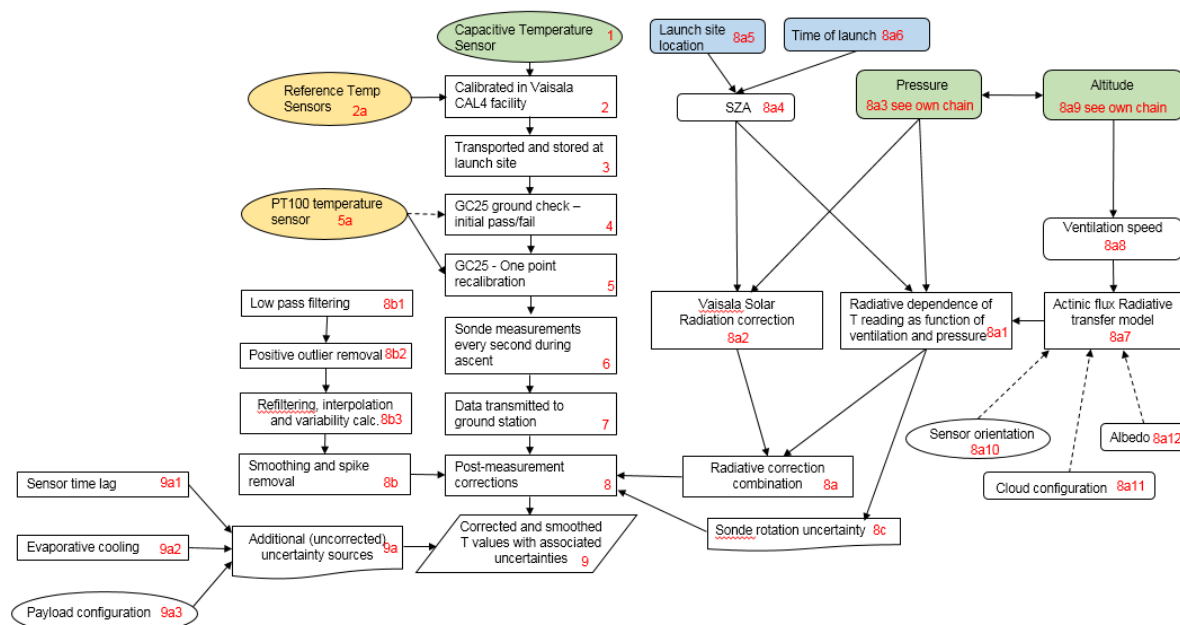 Capacitive Temperature
Sensor
1
Launch site
location 8a5
Time of launch 8a6
Reference Temp
Sensors
2a
Calibrated in Vaisala
CAL4 facility
2
SZA 8a4
Pressure
8a3 see own chain
Altitude
8a9 see own chain
Transported and stored at
launch site
3
PT100 temperature
sensor 5a
GC25 ground check –
initial pass/fail
4
Ventilation speed
8a8
GC25 - One point
recalibration
5
Low pass filtering 8b1
Positive outlier removal 8b2
Refiltering, interpolation
and variability calc. 8b3
Smoothing and spike
removal 8b
Sonde measurements
every second during
ascent
6
Vaisala Solar
Radiation correction
8a2
Radiative dependence of
T reading as function of
ventilation and pressure 8a1
Actinic flux Radiative
transfer model
8a7
Data transmitted to
ground station
7
Sensor orientation
8a10
Albedo 8a12
Cloud configuration 8a11
Post-measurement
corrections
8
Radiative correction
combination 8a
Sonde rotation uncertainty 8c
Sensor time lag 9a1
Evaporative cooling 9a2
Payload configuration 9a3
Additional (uncorrected)
uncertainty sources 9a
Corrected and smoothed
T values with associated
uncertainties 9